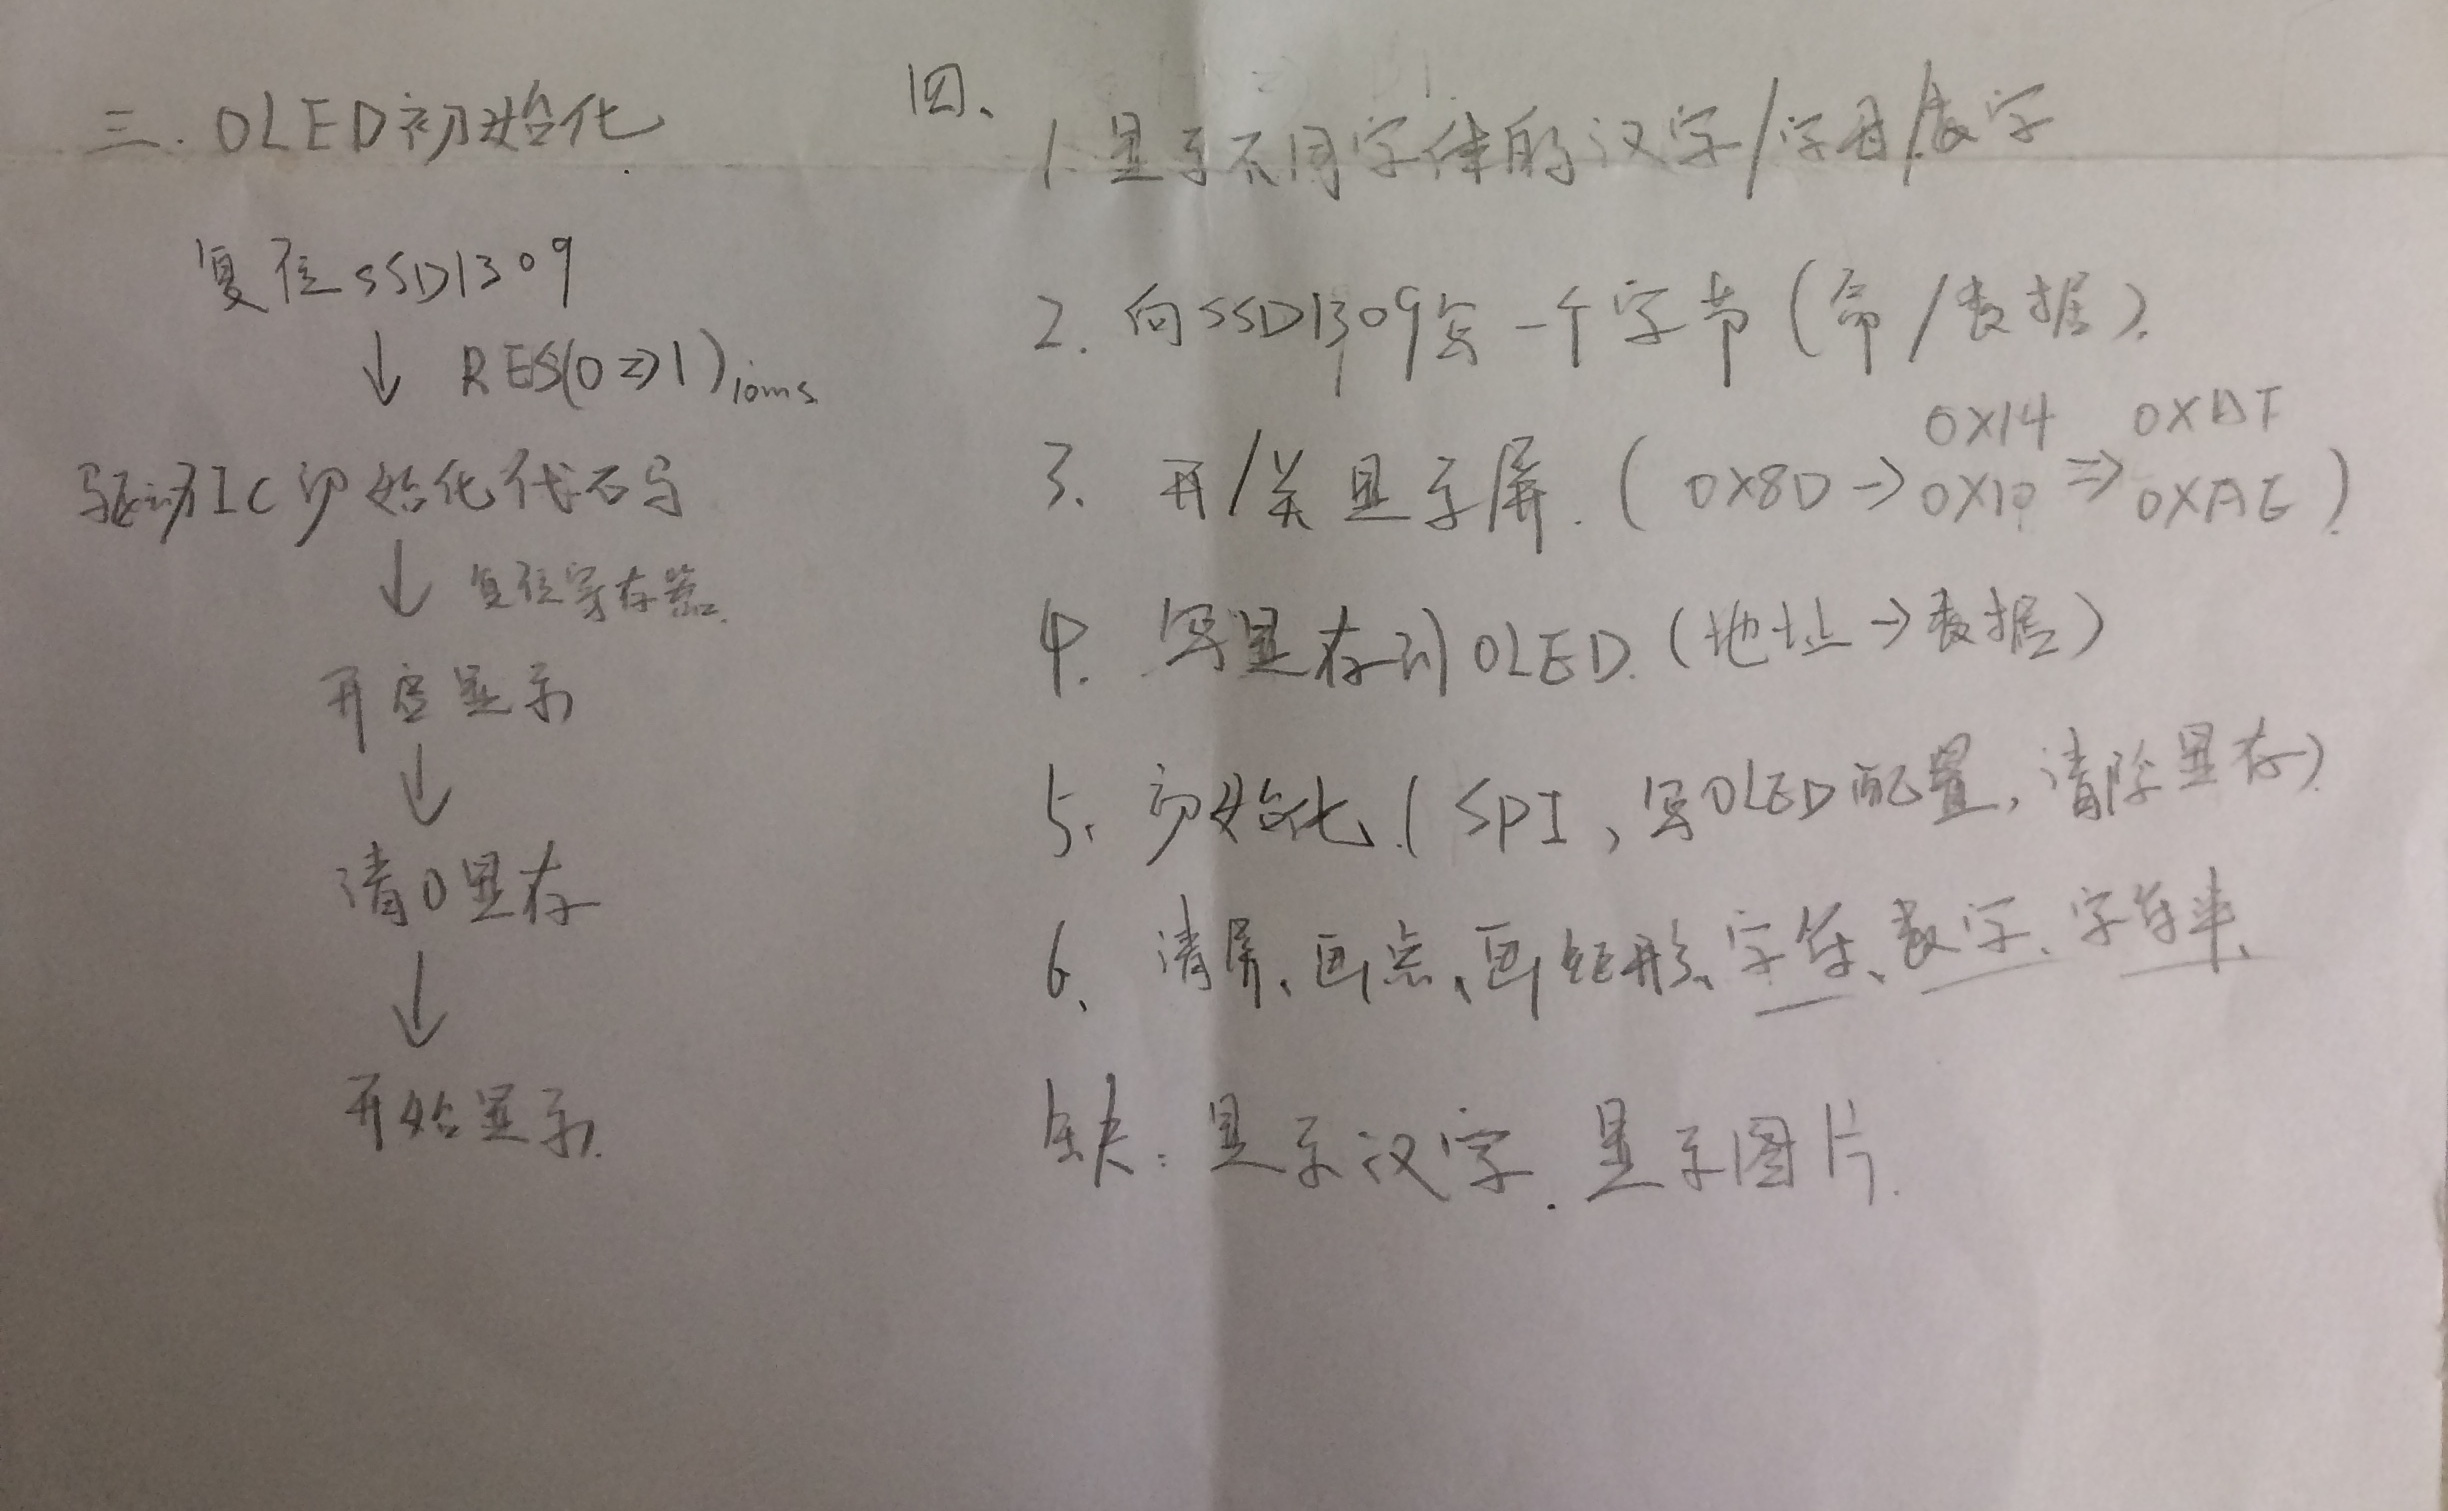 三.OLED初始化
复位SSD1309
↓ RES(0⇒1)10ms
驱动IC初始化代码
↓ 复位寄存器.
开启显示
↓
清0显存
↓
开始显示.
四、
1.显示不同字体的汉字/字母/数字
2.向SSD1309写一个字节(命/数据).
0X14 0XAF
3、开/关显示屏.(0X8D→0X10⇒0XAE)
4.写显存到OLED.(地址→数据)
5、初始化.(SPI,写OLED配置,清除显存)
6、清屏、画点、画矩形、字符、数字、字符串、
缺:显示汉字.显示图片.